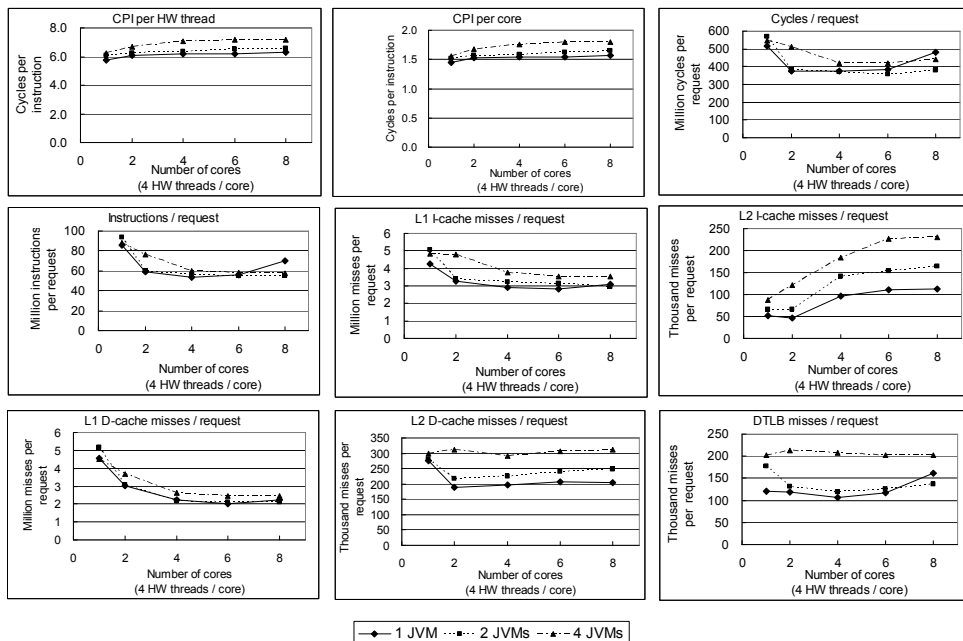 CPI per HW thread
8.0
6.0
4.0
2.0
0.0
Cycles per
instruction
0 2 4 6 8
Number of cores
(4 HW threads / core)
CPI per core
2.0
1.5
1.0
0.5
0.0
Cycles per instruction
0 2 4 6 8
Number of cores
(4 HW threads / core)
Cycles / request
600
500
400
300
200
100
0
Million cycles per
request
0 2 4 6 8
Number of cores
(4 HW threads / core)
Instructions / request
100
80
60
40
20
0
Million instructions
per request
0 2 4 6 8
Number of cores
(4 HW threads / core)
L1 I-cache misses / request
6
5
4
3
2
1
0
Million misses per
request
0 2 4 6 8
Number of cores
(4 HW threads / core)
L2 I-cache misses / request
250
200
150
100
50
0
Thousand misses
per request
0 2 4 6 8
Number of cores
(4 HW threads / core)
L1 D-cache misses / request
6
5
4
3
2
1
0
Million misses per
request
0 2 4 6 8
Number of cores
(4 HW threads / core)
L2 D-cache misses / request
350
300
250
200
150
100
50
0
Thousand misses per
request
0 2 4 6 8
Number of cores
(4 HW threads / core)
DTLB misses / request
250
200
150
100
50
0
Thousand misses
per request
0 2 4 6 8
Number of cores
(4 HW threads / core)
1 JVM 2 JVMs 4 JVMs